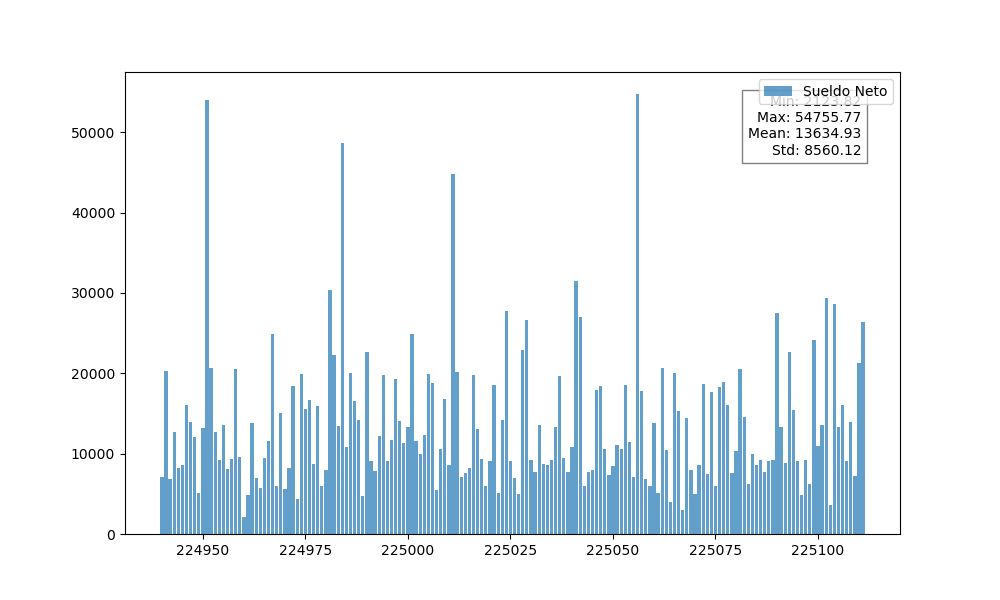 Sueldo Neto
Min: 2123.82
Max: 54755.77
Mean: 13634.93
Std: 8560.12
50000
40000
30000
20000
10000
0
224950 224975 225000 225025 225050 225075 225100